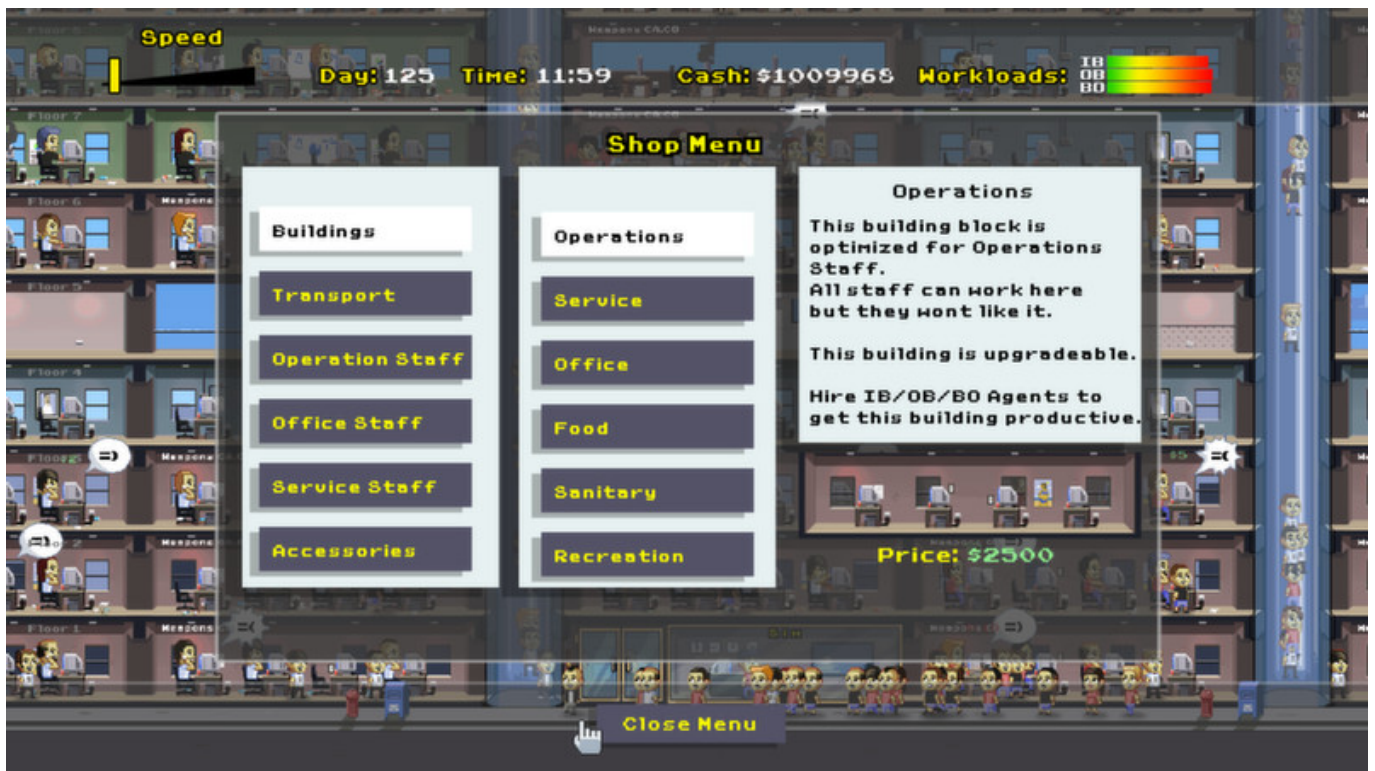 Speed
Day: 125 Time: 11:59 Cash: $1009968 Workloads:
IB
OB
BO
Weapons CO.CO
Floor 7
Floor 6
Floor 5
Floor 4
Floor 1
Shop Menu
Buildings
Transport
Operation Staff
Office Staff
Service Staff
Accessories
Operations
Service
Office
Food
Sanitary
Recreation
Operations
This building block is
optimized for Operations
Staff.
All staff can work here
but they wont like it.
This building is upgradeable.
Hire IB/OB/BO Agents to
get this building productive.
Price: $2500
=)
=(
=)
=(
=)
=(
Close Menu